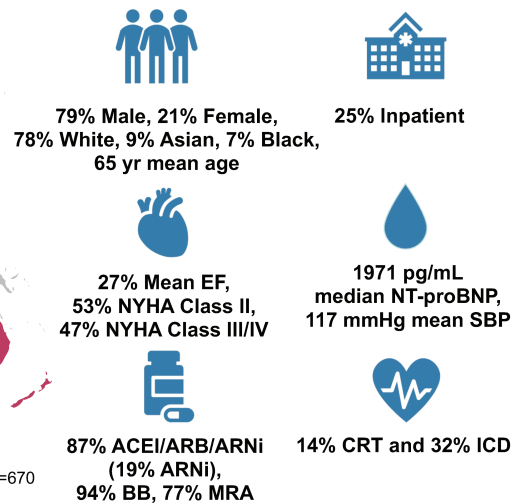 79% Male, 21% Female,
78% White, 9% Asian, 7% Black,
65 yr mean age
25% Inpatient
27% Mean EF,
53% NYHA Class II,
47% NYHA Class III/IV
1971 pg/mL
median NT-proBNP,
117 mmHg mean SBP
87% ACEI/ARB/ARNi
(19% ARNi),
94% BB, 77% MRA
14% CRT and 32% ICD
=670